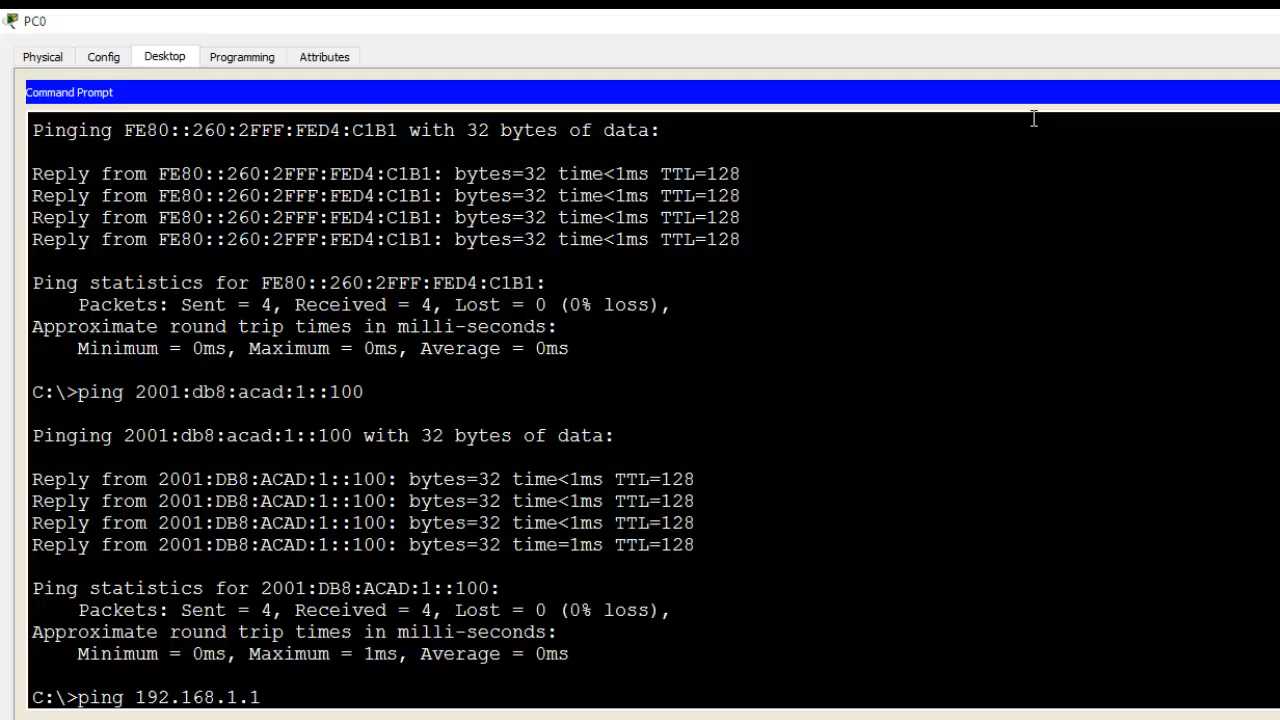 PC0
Physical Config Desktop Programming Attributes
Command Prompt
Pinging FE80::260:2FFF:FED4:C1B1 with 32 bytes of data:
Reply from FE80::260:2FFF:FED4:C1B1: bytes=32 time<1ms TTL=128
Reply from FE80::260:2FFF:FED4:C1B1: bytes=32 time<1ms TTL=128
Reply from FE80::260:2FFF:FED4:C1B1: bytes=32 time<1ms TTL=128
Reply from FE80::260:2FFF:FED4:C1B1: bytes=32 time<1ms TTL=128
Ping statistics for FE80::260:2FFF:FED4:C1B1:
Packets: Sent = 4, Received = 4, Lost = 0 (0% loss),
Approximate round trip times in milli-seconds:
Minimum = 0ms, Maximum = 0ms, Average = 0ms
C:\>ping 2001:db8:acad:1::100
Pinging 2001:db8:acad:1::100 with 32 bytes of data:
Reply from 2001:DB8:ACAD:1::100: bytes=32 time<1ms TTL=128
Reply from 2001:DB8:ACAD:1::100: bytes=32 time<1ms TTL=128
Reply from 2001:DB8:ACAD:1::100: bytes=32 time<1ms TTL=128
Reply from 2001:DB8:ACAD:1::100: bytes=32 time=1ms TTL=128
Ping statistics for 2001:DB8:ACAD:1::100:
Packets: Sent = 4, Received = 4, Lost = 0 (0% loss),
Approximate round trip times in milli-seconds:
Minimum = 0ms, Maximum = 1ms, Average = 0ms
C:\>ping 192.168.1.1